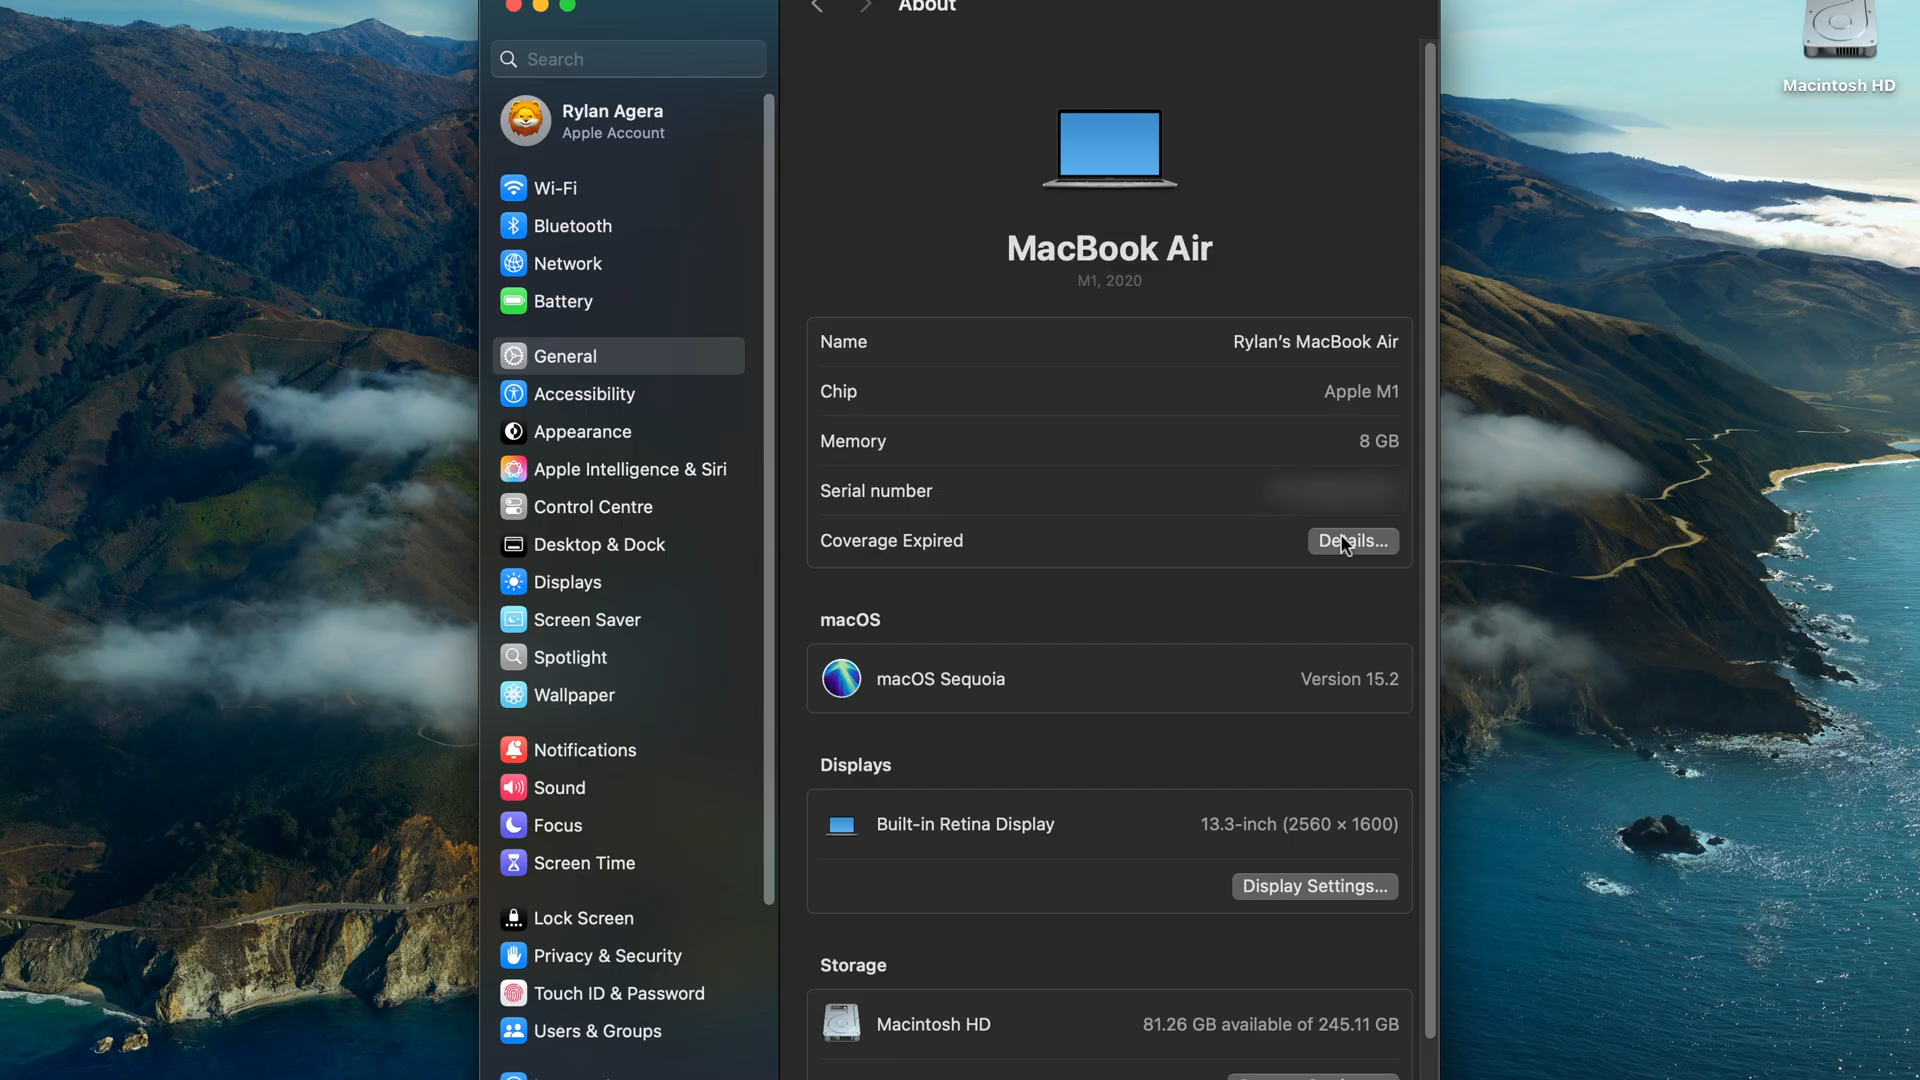 About
Search
Rylan Agera
Apple Account
Wi-Fi
Bluetooth
Network
Battery
General
Accessibility
Appearance
Apple Intelligence & Siri
Control Centre
Desktop & Dock
Displays
Screen Saver
Spotlight
Wallpaper
Notifications
Sound
Focus
Screen Time
Lock Screen
Privacy & Security
Touch ID & Password
Users & Groups
MacBook Air
M1, 2020
Name Rylan's MacBook Air
Chip Apple M1
Memory 8 GB
Serial number
Coverage Expired Details...
macOS
macOS Sequoia Version 15.2
Displays
Built-in Retina Display 13.3-inch (2560 × 1600)
Display Settings...
Storage
Macintosh HD 81.26 GB available of 245.11 GB
Macintosh HD